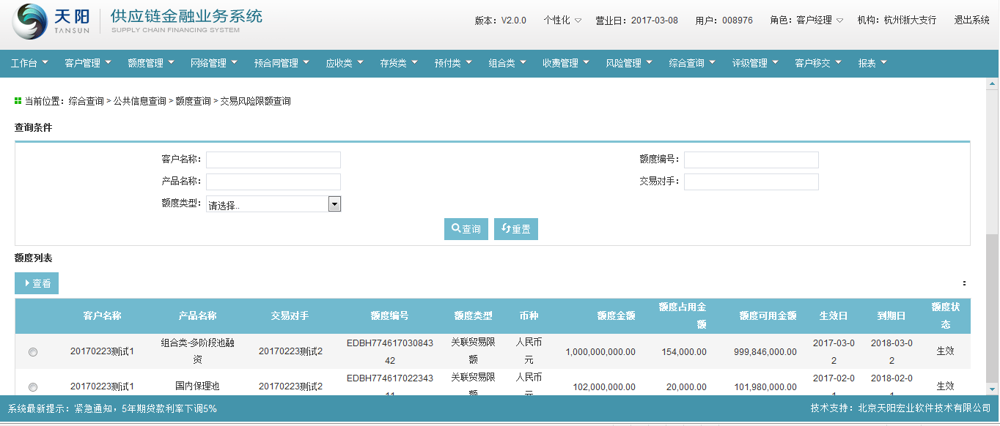 天阳
TANSUN
供应链金融业务系统
SUPPLY CHAIN FINANCING SYSTEM
版本：V2.0.0 个性化 营业日：2017-03-08 用户：008976 角色：客户经理 机构：杭州浙大支行 退出系统
工作台 客户管理 额度管理 网络管理 预合同管理 应收类 存货类 预付类 组合类 收费管理 风险管理 综合查询 评级管理 客户移交 报表
当前位置：综合查询 > 公共信息查询 > 额度查询 > 交易风险限额查询
查询条件
客户名称： 额度编号：
产品名称： 交易对手：
额度类型： 请选择..
查询 重置
额度列表
查看 :
客户名称 产品名称 交易对手 额度编号 额度类型 币种 额度金额 额度占用金额 额度可用金额 生效日 到期日 额度状态
20170223测试1 组合类-多阶段池融资 20170223测试2 EDBH77461703084342 关联贸易限额 人民币元 1,000,000,000.00 154,000.00 999,846,000.00 2017-03-02 2018-03-02 生效
20170223测试1 国内保理池 20170223测试2 EDBH774617022343 关联贸易限额 人民币元 102,000,000.00 20,000.00 101,980,000.00 2017-02-0 2018-02-0 生效
系统最新提示：'紧急通知，5年期贷款利率下调5% 技术支持：北京天阳宏业软件技术有限公司